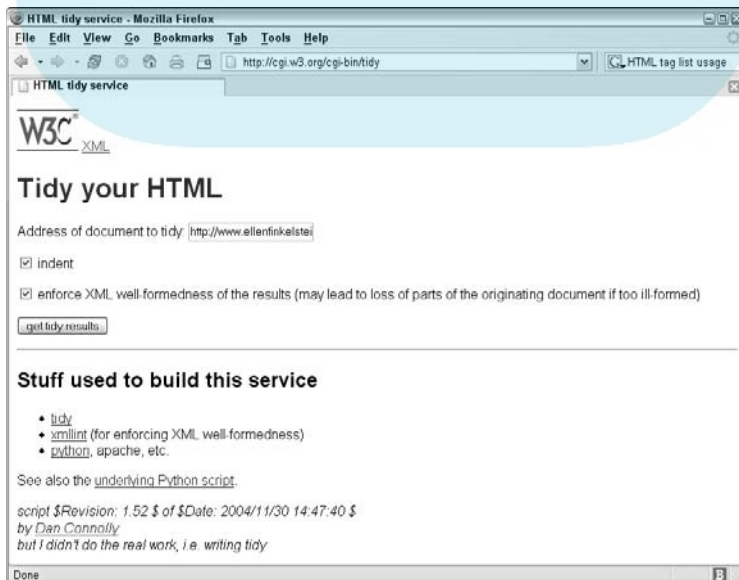 HTML tidy service - Mozilla Firefox
File Edit View Go Bookmarks Tab Tools Help
http://cgi.w3.org/cgi-bin/tidy
G HTML tag list usage
HTML tidy service
W3C® XML
Tidy your HTML
Address of document to tidy: http://www.ellenfinkelstei
indent
enforce XML well-formedness of the results (may lead to loss of parts of the originating document if too ill-formed)
get tidy results
Stuff used to build this service
• tidy
• xmllint (for enforcing XML well-formedness)
• python, apache, etc.
See also the underlying Python script.
script $Revision: 1.52 $ of $Date: 2004/11/30 14:47:40 $
by Dan Connolly
but I didn't do the real work, i.e. writing tidy
Done